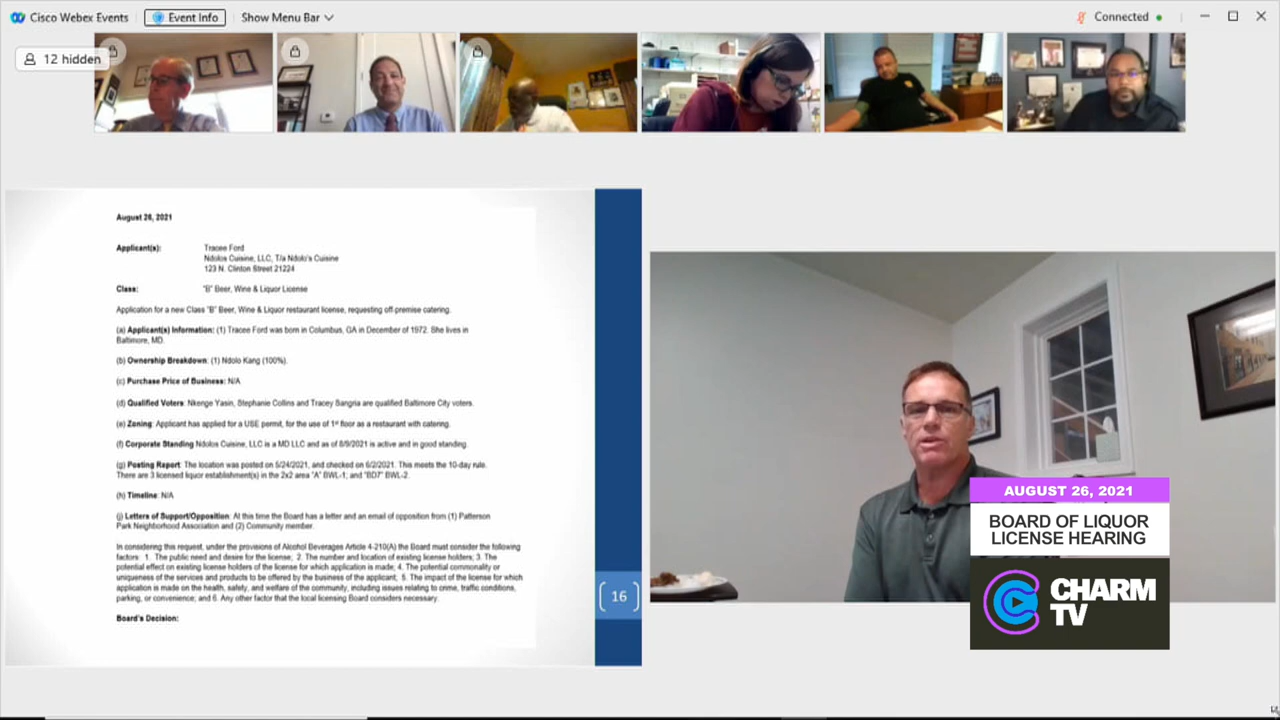 Cisco Webex Events
Event Info
Show Menu Bar
Connected
12 hidden
August 26, 2021
Applicant(s): Tracee Ford
Ndolos Cuisine, LLC, T/a Ndolo's Cuisine
123 N. Clinton Street 21224
Class: "B" Beer, Wine & Liquor License
Application for a new Class "B" Beer, Wine & Liquor restaurant license, requesting off-premise catering.
(a) Applicant(s) Information: (1) Tracee Ford was born in Columbus, GA in December of 1972. She lives in
Baltimore, MD.
(b) Ownership Breakdown: (1) Ndolo Kang (100%).
(c) Purchase Price of Business: N/A
(d) Qualified Voters: Nkenge Yasin, Stephanie Collins and Tracey Sangria are qualified Baltimore City voters.
(e) Zoning: Applicant has applied for a USE permit, for the use of 1st floor as a restaurant with catering.
(f) Corporate Standing Ndolos Cuisine, LLC is a MD LLC and as of 8/9/2021 is active and in good standing.
(g) Posting Report: The location was posted on 5/24/2021, and checked on 6/2/2021. This meets the 10-day rule.
There are 3 licensed liquor establishment(s) in the 2x2 area "A" BWL-1; and "BD7" BWL-2.
(h) Timeline: N/A
(j) Letters of Support/Opposition: At this time the Board has a letter and an email of opposition from (1) Patterson
Park Neighborhood Association and (2) Community member.
In considering this request, under the provisions of Alcohol Beverages Article 4-210(A) the Board must consider the following
factors: 1. The public need and desire for the license; 2. The number and location of existing license holders; 3. The
potential effect on existing license holders of the license for which application is made; 4. The potential commonality or
uniqueness of the services and products to be offered by the business of the applicant; 5. The impact of the license for which
application is made on the health, safety, and welfare of the community, including issues relating to crime, traffic conditions,
parking, or convenience; and 6. Any other factor that the local licensing Board considers necessary.
Board's Decision:
16
AUGUST 26, 2021
BOARD OF LIQUOR
LICENSE HEARING
CHARM
TV